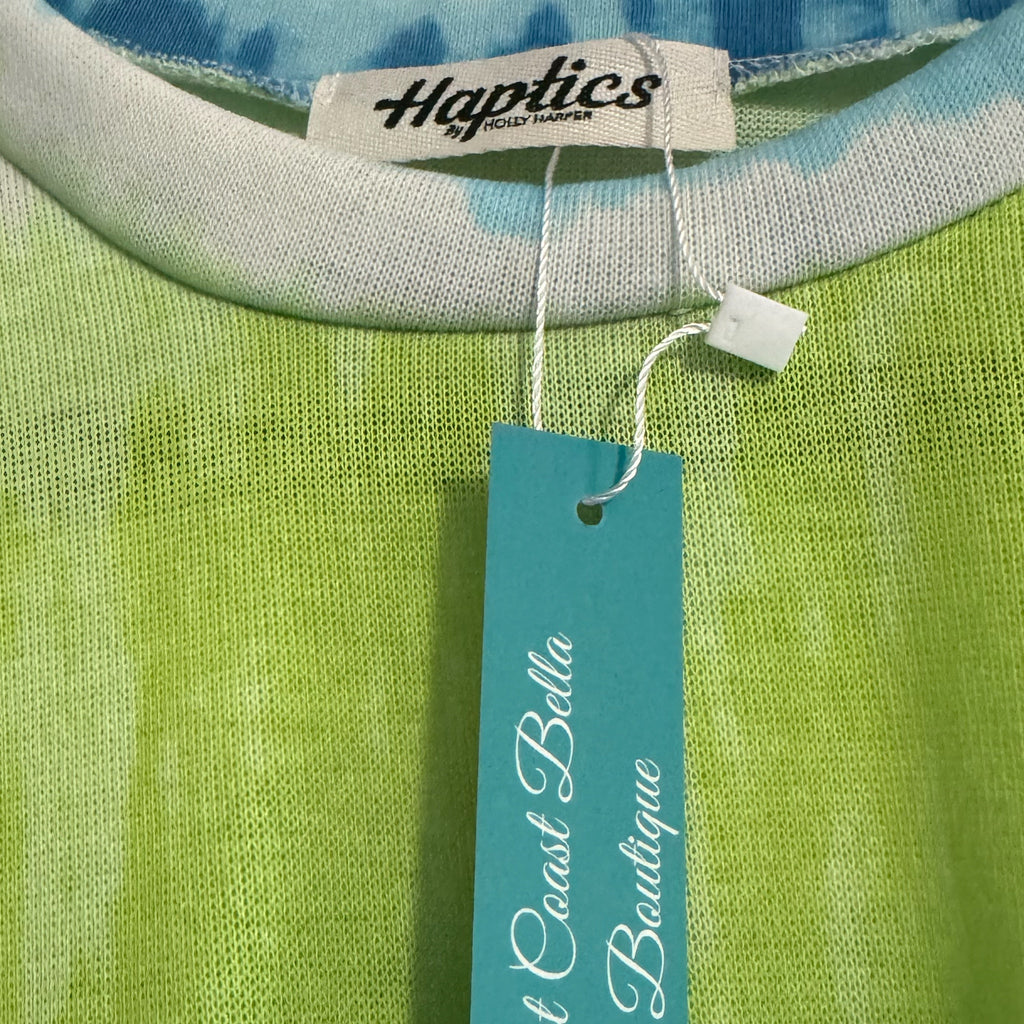 Haptics
By HOLLY HARPER
t Coast Bella
Boutique